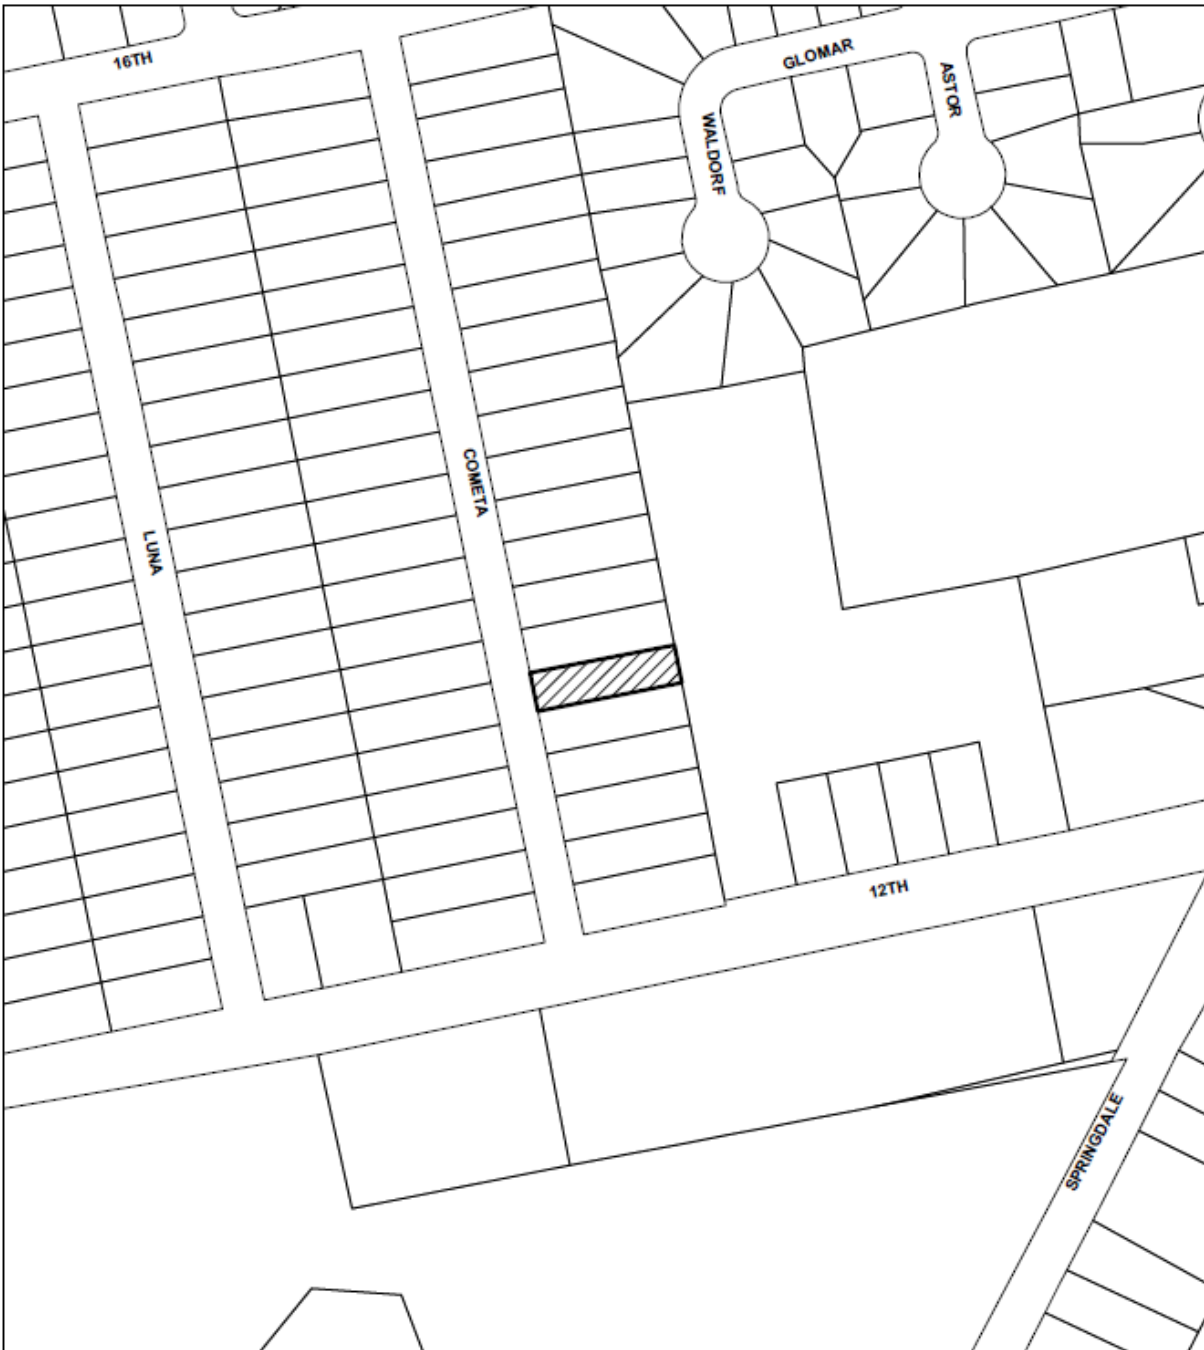 16TH
GLOMAR
ASTOR
WALDORF
COMETA
LUNA
12TH
SPRINGDALE